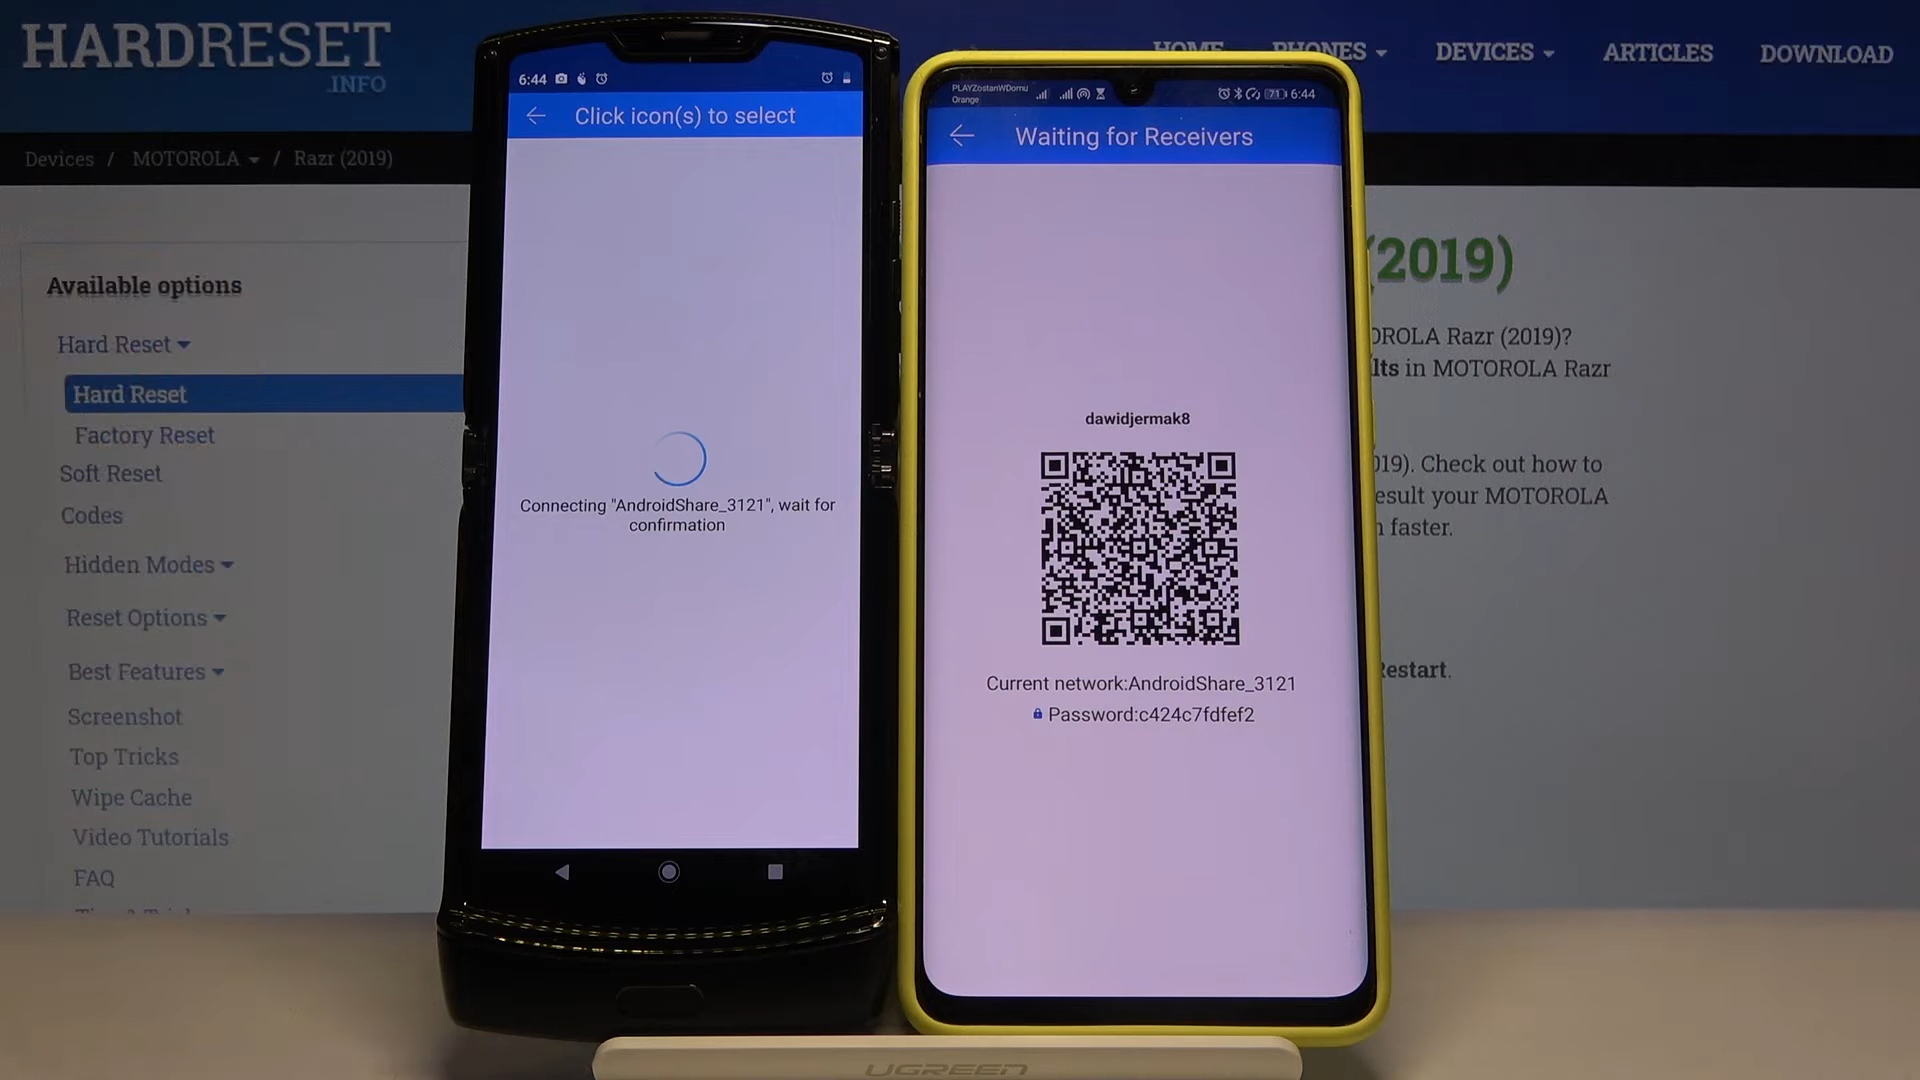 HARDRESET
.INFO
HOME PHONES DEVICES ARTICLES DOWNLOAD
Devices / MOTOROLA / Razr (2019)
Available options
Hard Reset
Hard Reset
Factory Reset
Soft Reset
Codes
Hidden Modes
Reset Options
Best Features
Screenshot
Top Tricks
Wipe Cache
Video Tutorials
FAQ
6:44
Click icon(s) to select
Connecting "AndroidShare_3121", wait for
confirmation
PLAYZostanWDomu
Orange
71 6:44
Waiting for Receivers
dawidjermak8
Current network:AndroidShare_3121
Password:c424c7fdfef2
(2019)
OROLA Razr (2019)?
lts in MOTOROLA Razr
019). Check out how to
esult your MOTOROLA
n faster.
Restart.
UGREEN